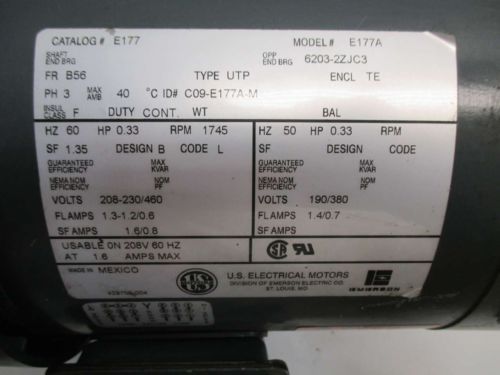 CATALOG # E177 MODEL # E177A
SHAFT END BRG OPP END BRG 6203-2ZJC3
FR B56 TYPE UTP ENCL TE
PH 3 MAX AMB 40 °C ID# C09-E177A-M
INSUL CLASS F DUTY CONT. WT BAL
HZ 60 HP 0.33 RPM 1745 HZ 50 HP 0.33 RPM
SF 1.35 DESIGN B CODE L SF DESIGN CODE
GUARANTEED EFFICIENCY MAX KVAR GUARANTEED EFFICIENCY MAX KVAR
NEMA NOM EFFICIENCY NOM PF NEMA NOM EFFICIENCY NOM PF
VOLTS 208-230/460 VOLTS 190/380
FL AMPS 1.3-1.2/0.6 FL AMPS 1.4/0.7
SF AMPS 1.6/0.8 SF AMPS
USABLE ON 208V 60 HZ
AT 1.6 AMPS MAX
MADE IN MEXICO
U.S. ELECTRICAL MOTORS
DIVISION OF EMERSON ELECTRIC CO.
ST. LOUIS, MO
EMERSON